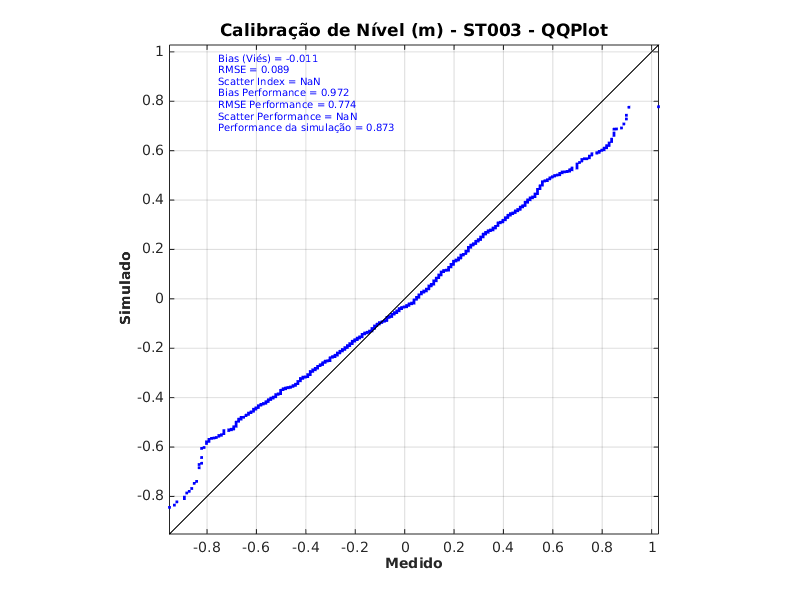 Calibração de Nível (m) - ST003 - QQPlot
Bias (Viés) = -0.011
RMSE = 0.089
Scatter Index = NaN
Bias Performance = 0.972
RMSE Performance = 0.774
Scatter Performance = NaN
Performance da simulação = 0.873
1
0.8
0.6
0.4
0.2
0
-0.2
-0.4
-0.6
-0.8
Simulado
-0.8 -0.6 -0.4 -0.2 0 0.2 0.4 0.6 0.8 1
Medido